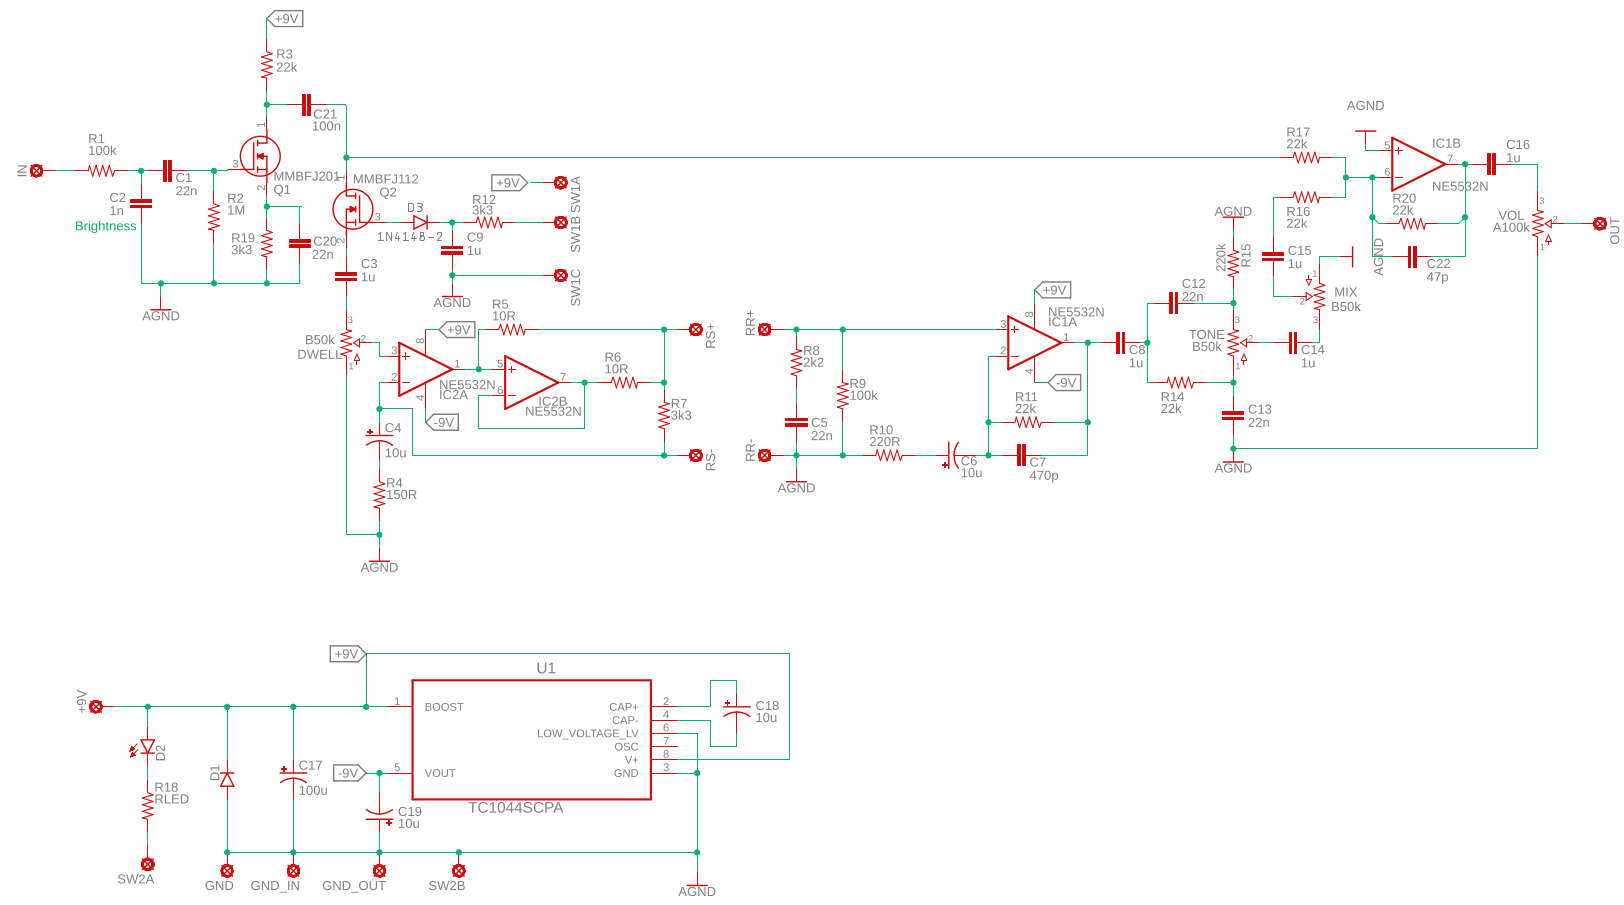 +9V
R3
22k
C21
100n
1
R1
100k
IN
C1
22n
3
2
MMBFJ201
Q1
C2
1n
Brightness
R2
1M
R19
3k3
C20
22n
AGND
MMBFJ112
Q2
1
3
2
D3
1N4148-2
+9V
SW1A
R12
3k3
SW1B
C9
1u
SW1C
AGND
C3
1u
B50k
DWELL
3
2
1
3
2
8
4
1
+9V
-9V
NE5532N
IC2A
R5
10R
5
6
7
IC2B
NE5532N
R6
10R
R7
3k3
RS+
RS-
C4
10u
R4
150R
AGND
RR+
RR-
R8
2k2
C5
22n
R9
100k
AGND
R10
220R
C6
10u
+9V
NE5532N
IC1A
3
2
8
4
1
-9V
R11
22k
C7
470p
C8
1u
C12
22n
R14
22k
AGND
220k
R15
TONE
B50k
3
2
1
C13
22n
AGND
C14
1u
C15
1u
MIX
B50k
1
2
3
AGND
R17
22k
R16
22k
AGND
5
6
7
IC1B
NE5532N
R20
22k
C22
47p
C16
1u
VOL
A100k
3
2
1
OUT
+9V
U1
+9V
1
BOOST
CAP+
2
CAP-
4
LOW_VOLTAGE_LV
6
OSC
7
V+
8
VOUT
5
GND
3
-9V
TC1044SCPA
C18
10u
D2
R18
RLED
D1
C17
100u
C19
10u
SW2A
GND
GND_IN
GND_OUT
SW2B
AGND